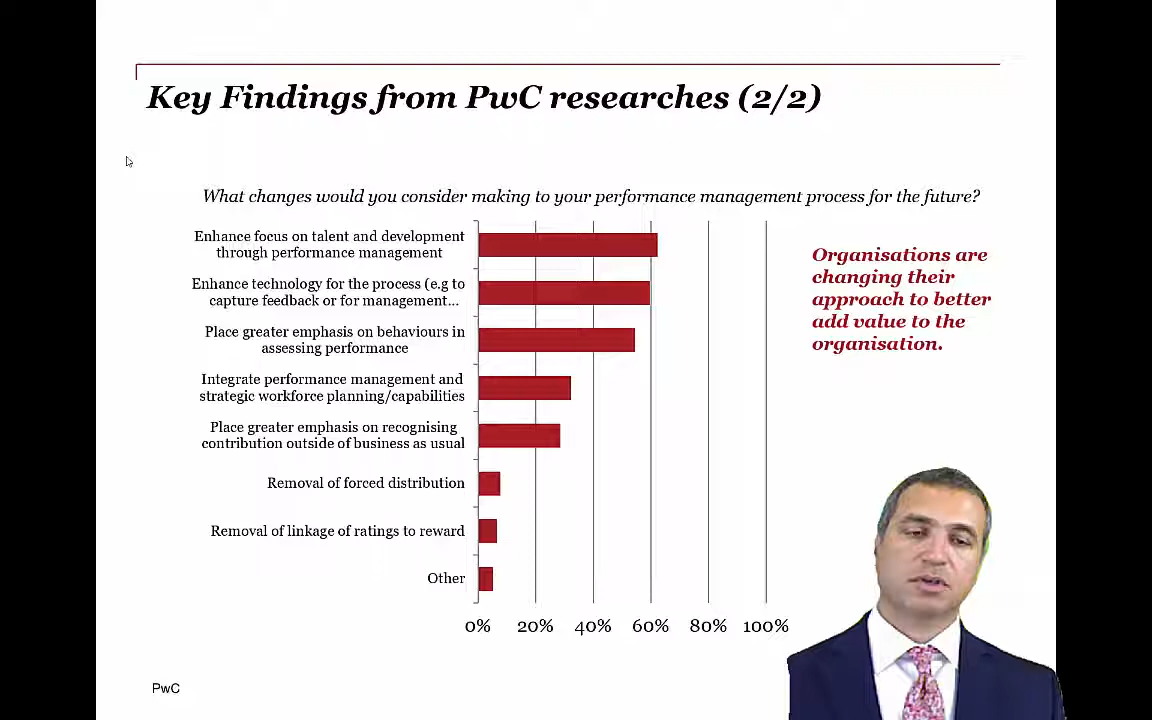 Key Findings from PwC researches (2/2)
What changes would you consider making to your performance management process for the future?
Enhance focus on talent and development
through performance management
Enhance technology for the process (e.g to
capture feedback or for management...
Place greater emphasis on behaviours in
assessing performance
Integrate performance management and
strategic workforce planning/capabilities
Place greater emphasis on recognising
contribution outside of business as usual
Removal of forced distribution
Removal of linkage of ratings to reward
Other
0% 20% 40% 60% 80% 100%
Organisations are
changing their
approach to better
add value to the
organisation.
PwC